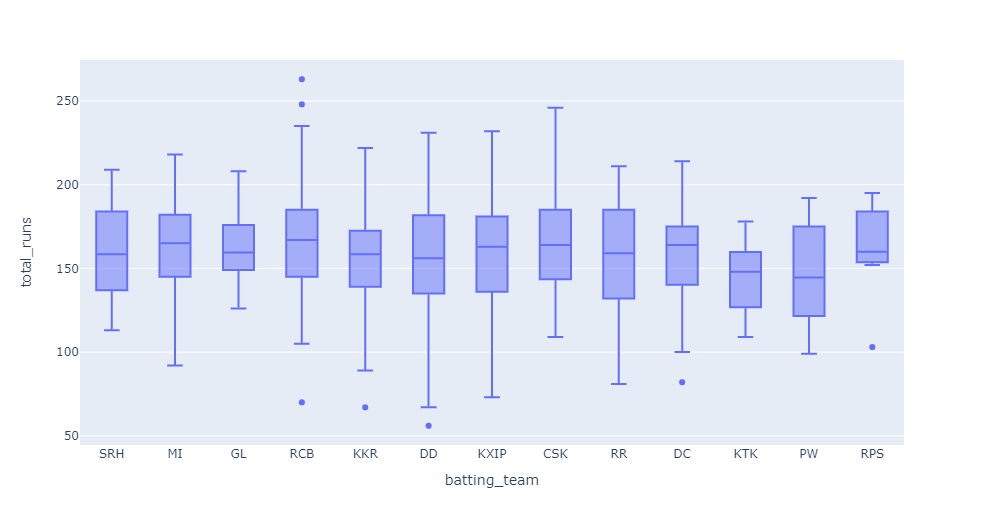 total_runs
250
200
150
100
50
SRH MI GL RCB KKR DD KXIP CSK RR DC KTK PW RPS
batting_team